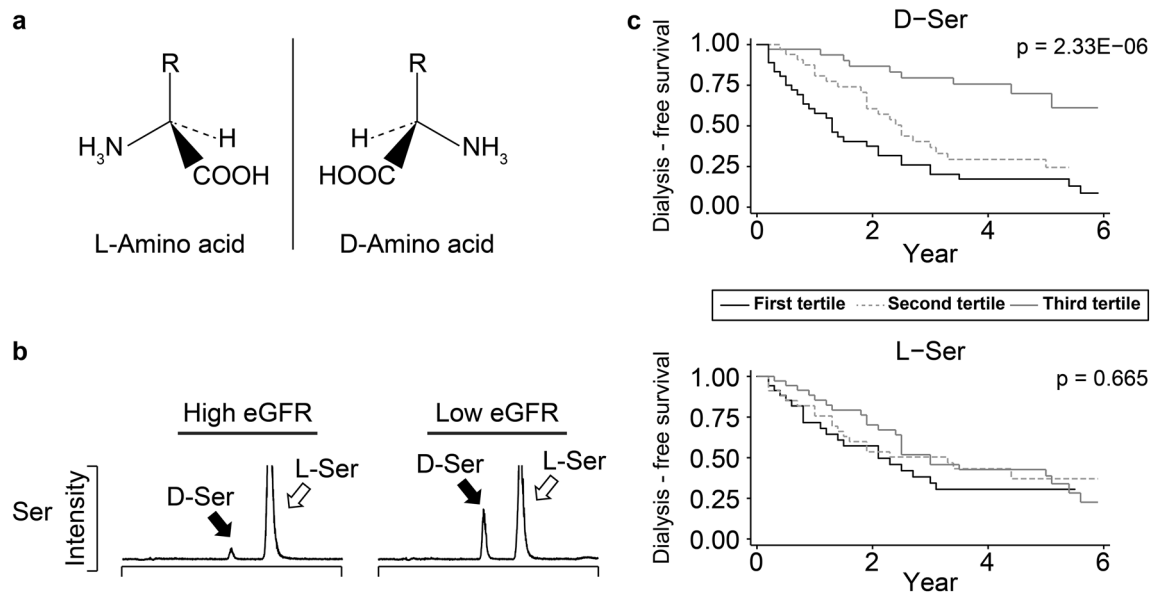 a
R
H₃N
H
COOH
L-Amino acid
R
H
HOOC
NH₃
D-Amino acid
b
High eGFR
Low eGFR
Ser
Intensity
D-Ser
L-Ser
D-Ser
L-Ser
c
D−Ser
p = 2.33E−06
Dialysis - free survival
1.00
0.75
0.50
0.25
0.00
0 2 4 6
Year
First tertile Second tertile Third tertile
L−Ser
p = 0.665
Dialysis - free survival
1.00
0.75
0.50
0.25
0.00
0 2 4 6
Year